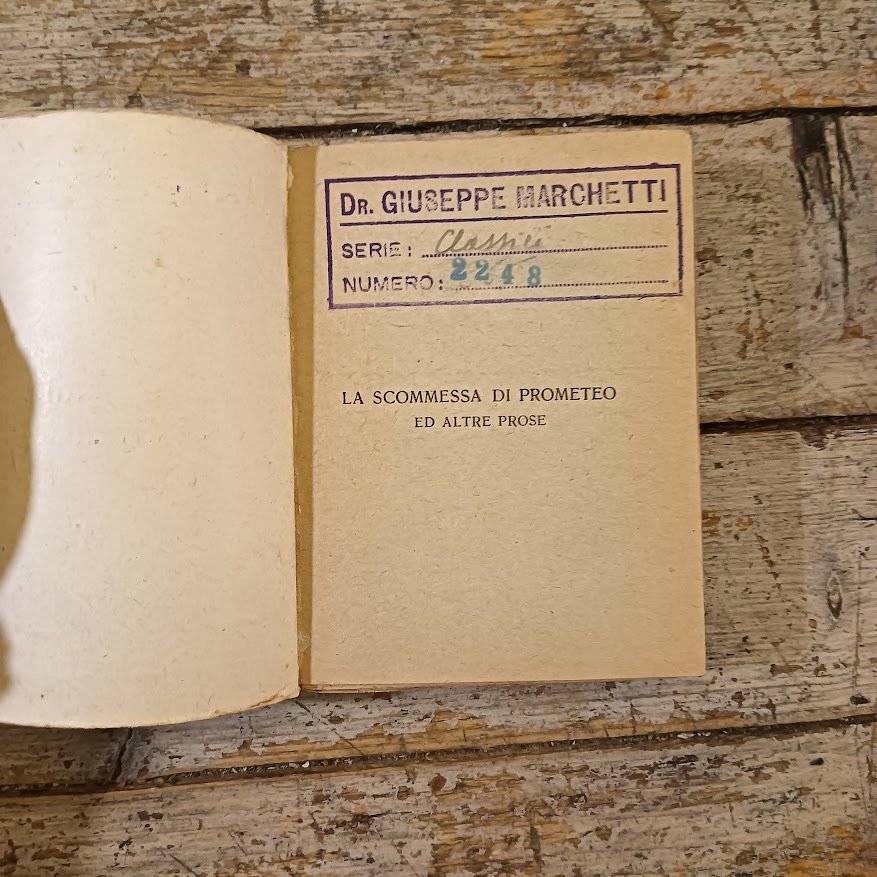 DR. GIUSEPPE MARCHETTI
SERIE: Classici
NUMERO: 2248
LA SCOMMESSA DI PROMETEO
ED ALTRE PROSE